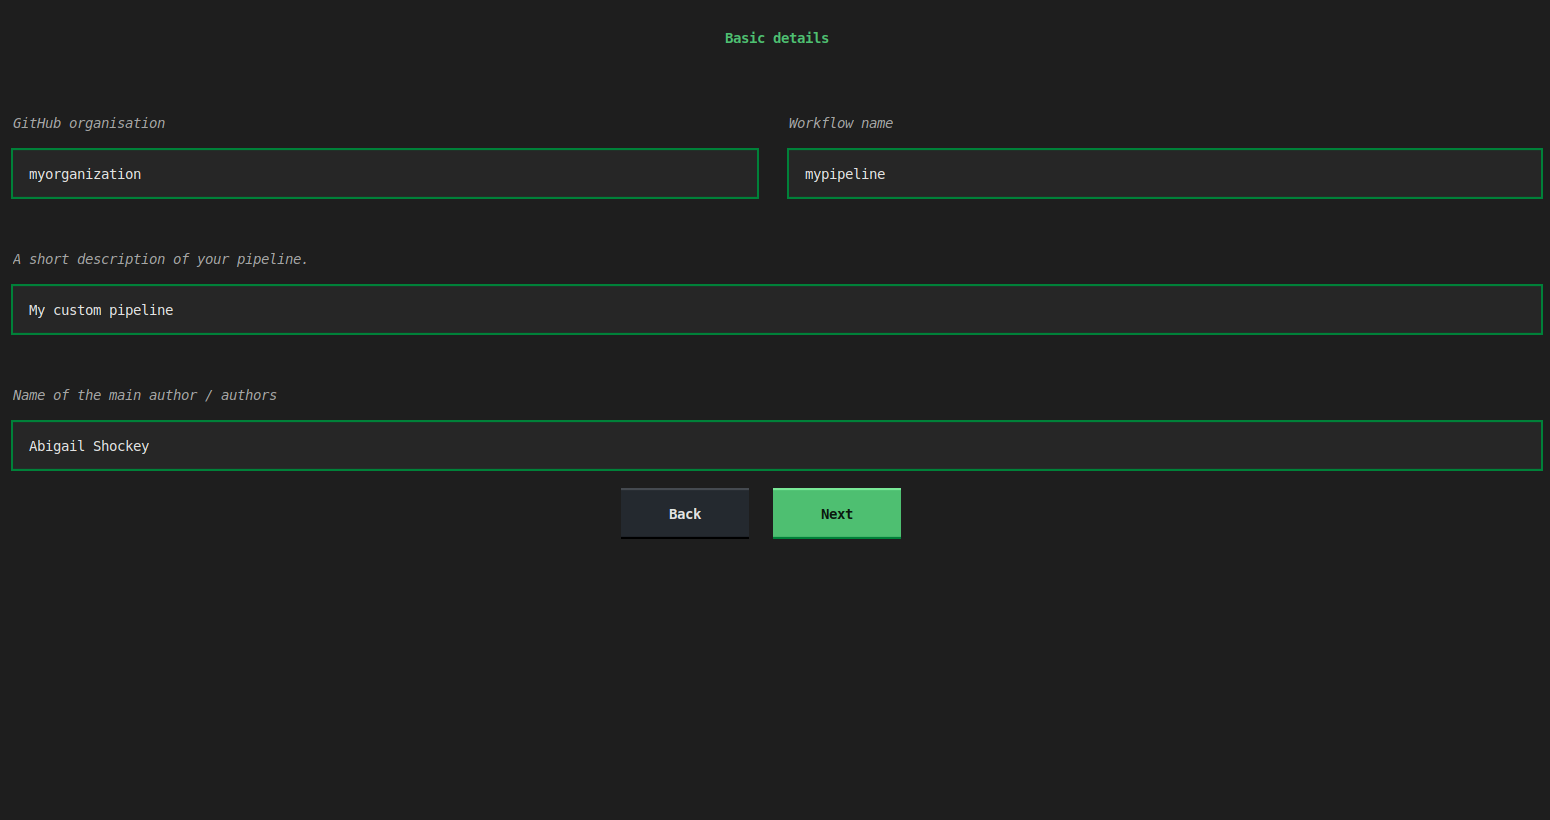 Basic details
GitHub organisation
Workflow name
myorganization
mypipeline
A short description of your pipeline.
My custom pipeline
Name of the main author / authors
Abigail Shockey
Back
Next